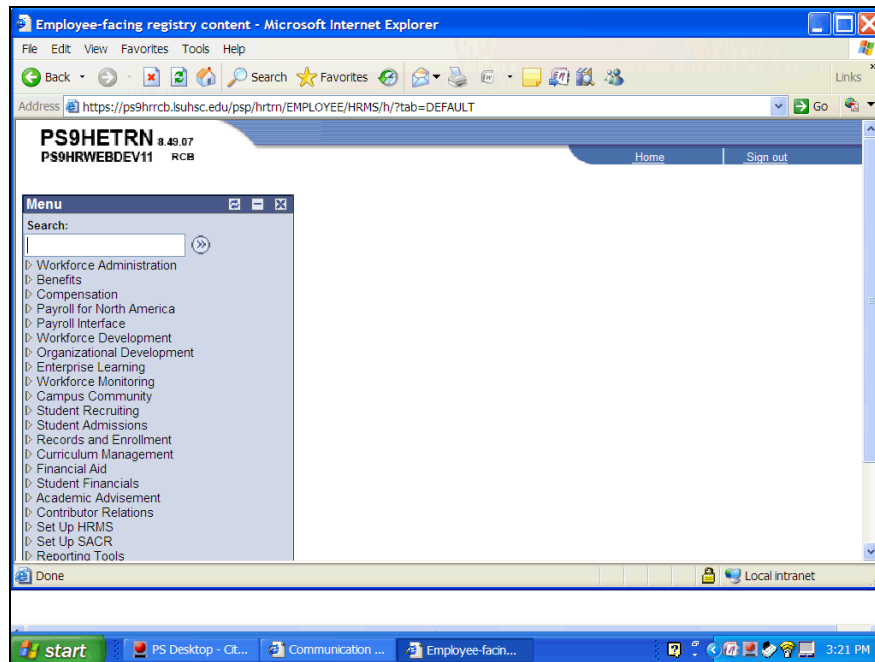 Employee-facing registry content - Microsoft Internet Explorer
File Edit View Favorites Tools Help
Back Search Favorites Links
Address https://ps9hrrcb.lsuhsc.edu/psp/hrtrn/EMPLOYEE/HRMS/h/?tab=DEFAULT Go
PS9HETRN 8.49.07
PS9HRWEBDEV11 RCB
Home Sign out
Menu
Search:
Workforce Administration
Benefits
Compensation
Payroll for North America
Payroll Interface
Workforce Development
Organizational Development
Enterprise Learning
Workforce Monitoring
Campus Community
Student Recruiting
Student Admissions
Records and Enrollment
Curriculum Management
Financial Aid
Student Financials
Academic Advisement
Contributor Relations
Set Up HRMS
Set Up SACR
Reporting Tools
Done Local intranet
start PS Desktop - Cit... Communication ... Employee-facin... 3:21 PM